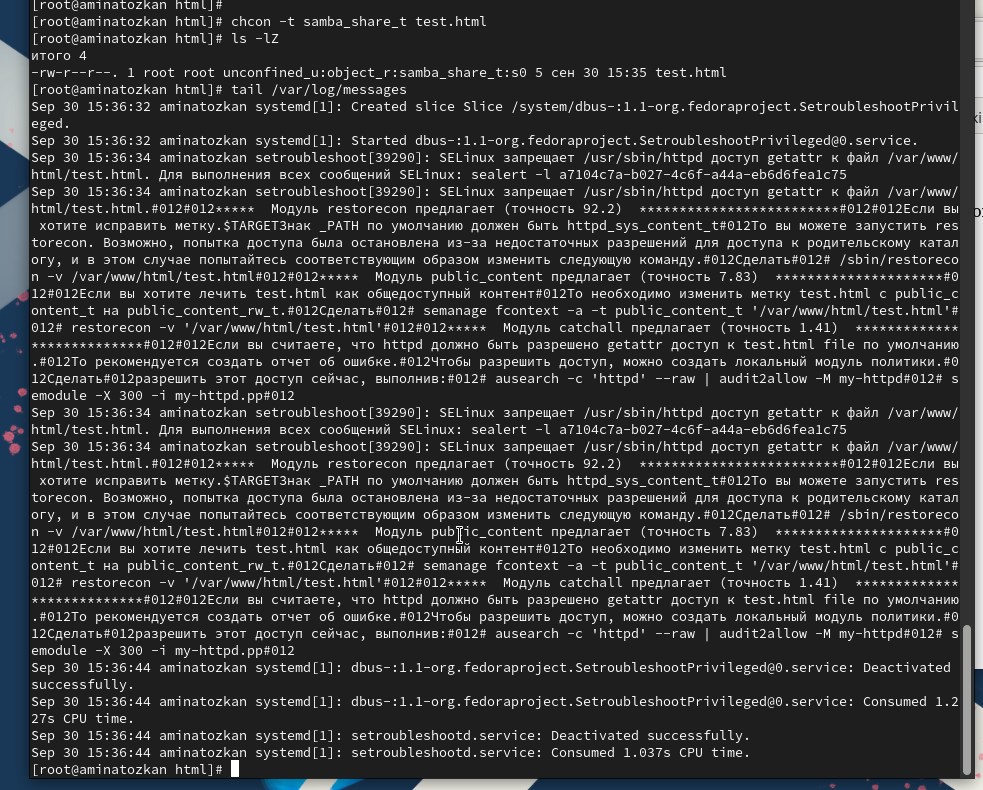 [root@aminatozkan html]#
[root@aminatozkan html]# chcon -t samba_share_t test.html
[root@aminatozkan html]# ls -lZ
итого 4
-rw-r--r--. 1 root root unconfined_u:object_r:samba_share_t:s0 5 сен 30 15:35 test.html
[root@aminatozkan html]# tail /var/log/messages
Sep 30 15:36:32 aminatozkan systemd[1]: Created slice Slice /system/dbus-:1.1-org.fedoraproject.SetroubleshootPrivil
eged.
Sep 30 15:36:32 aminatozkan systemd[1]: Started dbus-:1.1-org.fedoraproject.SetroubleshootPrivileged@0.service.
Sep 30 15:36:34 aminatozkan setroubleshoot[39290]: SELinux запрещает /usr/sbin/httpd доступ getattr к файл /var/www/
html/test.html. Для выполнения всех сообщений SELinux: sealert -l a7104c7a-b027-4c6f-a44a-eb6d6fea1c75
Sep 30 15:36:34 aminatozkan setroubleshoot[39290]: SELinux запрещает /usr/sbin/httpd доступ getattr к файл /var/www/
html/test.html.#012#012*****  Модуль restorecon предлагает (точность 92.2)  *************************#012#012Если вы
 хотите исправить метку.$TARGETЗнак _PATH по умолчанию должен быть httpd_sys_content_t#012То вы можете запустить res
torecon. Возможно, попытка доступа была остановлена из-за недостаточных разрешений для доступа к родительскому катал
огу, и в этом случае попытайтесь соответствующим образом изменить следующую команду.#012Сделать#012# /sbin/restoreco
n -v /var/www/html/test.html#012#012*****  Модуль public_content предлагает (точность 7.83)  *********************#0
12#012Если вы хотите лечить test.html как общедоступный контент#012То необходимо изменить метку test.html с public_c
ontent_t на public_content_rw_t.#012Сделать#012# semanage fcontext -a -t public_content_t '/var/www/html/test.html'#
012# restorecon -v '/var/www/html/test.html'#012#012*****  Модуль catchall предлагает (точность 1.41)  *************
**************#012#012Если вы считаете, что httpd должно быть разрешено getattr доступ к test.html file по умолчанию
.#012То рекомендуется создать отчет об ошибке.#012Чтобы разрешить доступ, можно создать локальный модуль политики.#0
12Сделать#012разрешить этот доступ сейчас, выполнив:#012# ausearch -c 'httpd' --raw | audit2allow -M my-httpd#012# s
emodule -X 300 -i my-httpd.pp#012
Sep 30 15:36:34 aminatozkan setroubleshoot[39290]: SELinux запрещает /usr/sbin/httpd доступ getattr к файл /var/www/
html/test.html. Для выполнения всех сообщений SELinux: sealert -l a7104c7a-b027-4c6f-a44a-eb6d6fea1c75
Sep 30 15:36:34 aminatozkan setroubleshoot[39290]: SELinux запрещает /usr/sbin/httpd доступ getattr к файл /var/www/
html/test.html.#012#012*****  Модуль restorecon предлагает (точность 92.2)  *************************#012#012Если вы
 хотите исправить метку.$TARGETЗнак _PATH по умолчанию должен быть httpd_sys_content_t#012То вы можете запустить res
torecon. Возможно, попытка доступа была остановлена из-за недостаточных разрешений для доступа к родительскому катал
огу, и в этом случае попытайтесь соответствующим образом изменить следующую команду.#012Сделать#012# /sbin/restoreco
n -v /var/www/html/test.html#012#012*****  Модуль public_content предлагает (точность 7.83)  *********************#0
12#012Если вы хотите лечить test.html как общедоступный контент#012То необходимо изменить метку test.html с public_c
ontent_t на public_content_rw_t.#012Сделать#012# semanage fcontext -a -t public_content_t '/var/www/html/test.html'#
012# restorecon -v '/var/www/html/test.html'#012#012*****  Модуль catchall предлагает (точность 1.41)  *************
**************#012#012Если вы считаете, что httpd должно быть разрешено getattr доступ к test.html file по умолчанию
.#012То рекомендуется создать отчет об ошибке.#012Чтобы разрешить доступ, можно создать локальный модуль политики.#0
12Сделать#012разрешить этот доступ сейчас, выполнив:#012# ausearch -c 'httpd' --raw | audit2allow -M my-httpd#012# s
emodule -X 300 -i my-httpd.pp#012
Sep 30 15:36:44 aminatozkan systemd[1]: dbus-:1.1-org.fedoraproject.SetroubleshootPrivileged@0.service: Deactivated
successfully.
Sep 30 15:36:44 aminatozkan systemd[1]: dbus-:1.1-org.fedoraproject.SetroubleshootPrivileged@0.service: Consumed 1.2
27s CPU time.
Sep 30 15:36:44 aminatozkan systemd[1]: setroubleshootd.service: Deactivated successfully.
Sep 30 15:36:44 aminatozkan systemd[1]: setroubleshootd.service: Consumed 1.037s CPU time.
[root@aminatozkan html]#